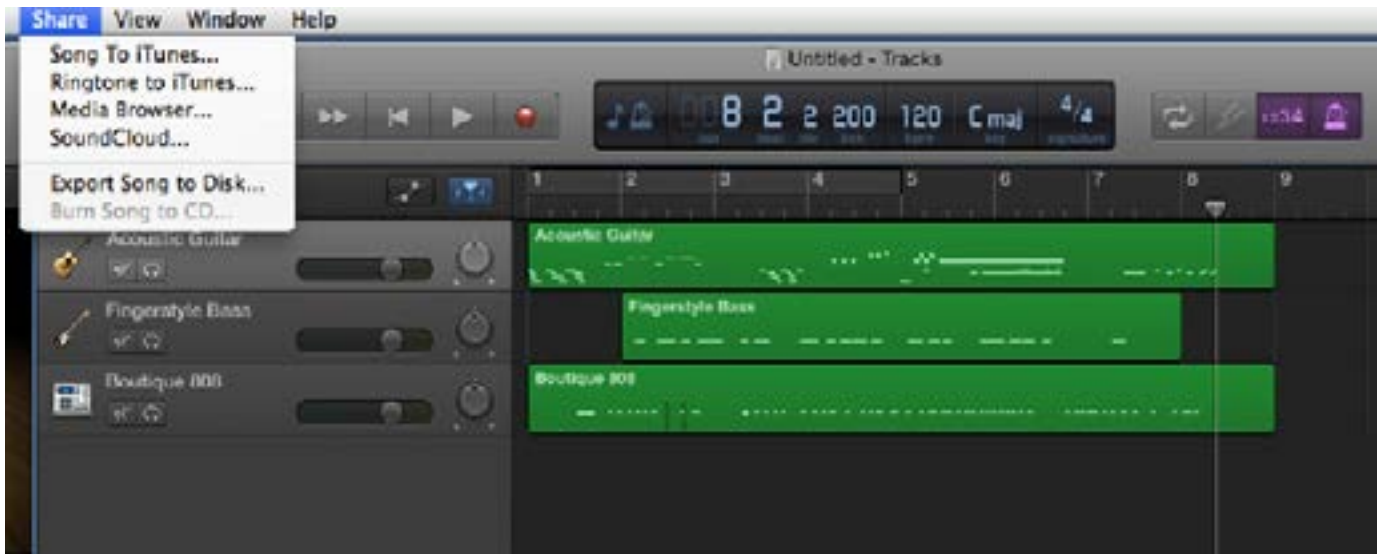 Share View Window Help
Song To iTunes...
Ringtone to iTunes...
Media Browser...
SoundCloud...
Export Song to Disk...
Burn Song to CD...
Untitled - Tracks
8 2 2 200 120 C maj 4/4
1234
1 2 3 4 5 6 7 8 9
Acoustic Guitar
Acoustic Guitar
Fingerstyle Bass
Fingerstyle Bass
Boutique 808
Boutique 808